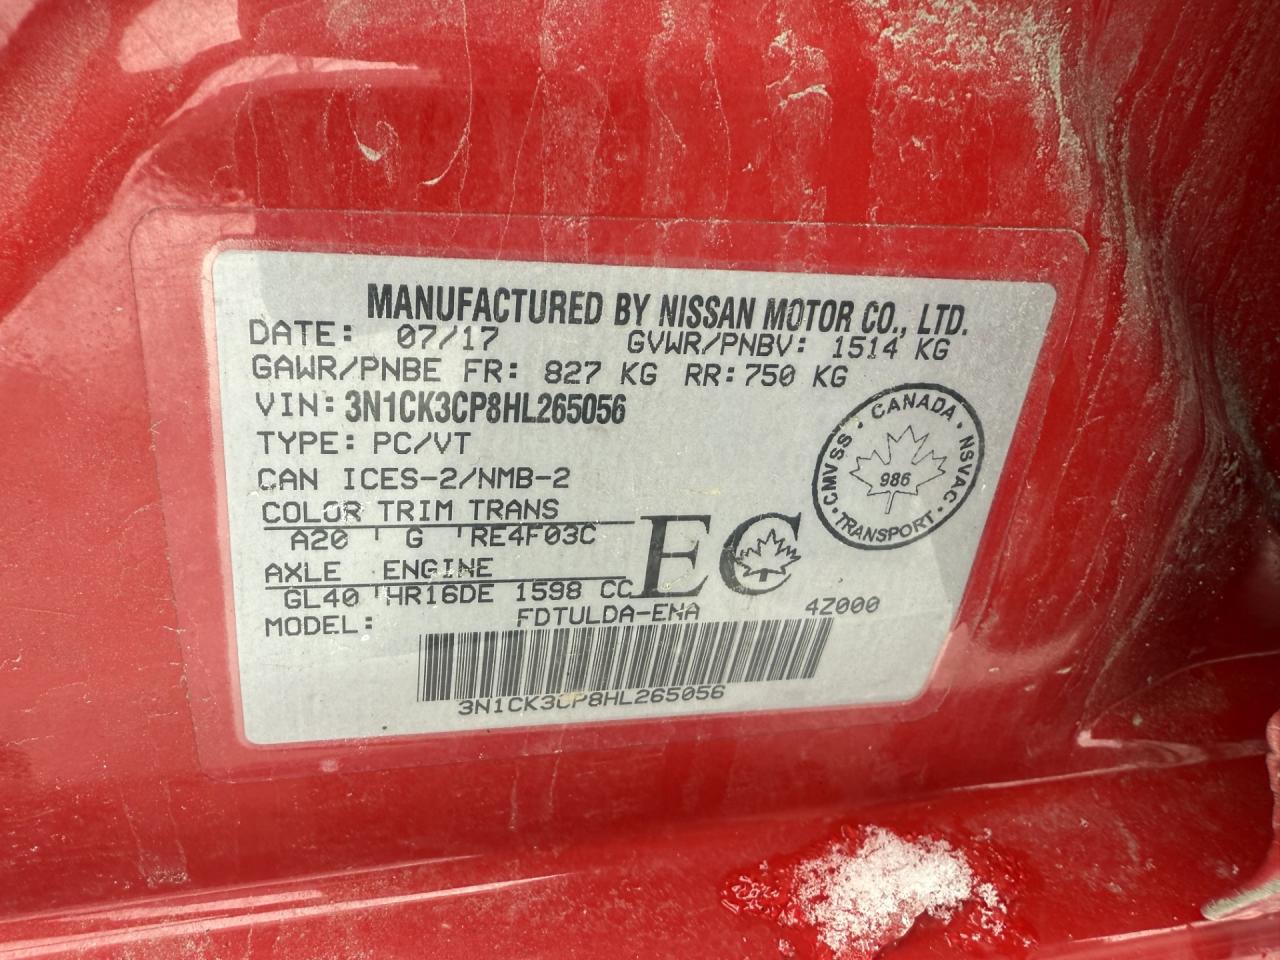 MANUFACTURED BY NISSAN MOTOR CO., LTD.
DATE: 07/17 GVWR/PNBV: 1514 KG
GAWR/PNBE FR: 827 KG RR: 750 KG
VIN: 3N1CK3CP8HL265056
TYPE: PC/VT
CAN ICES-2/NMB-2
COLOR TRIM TRANS
A20 G RE4F03C
AXLE ENGINE
GL40 HR16DE 1598 CC
MODEL: FDTULDA-ENA 4Z000
3N1CK3CP8HL265056
EC
CANADA
CMVSS · NSVAC
986
TRANSPORT